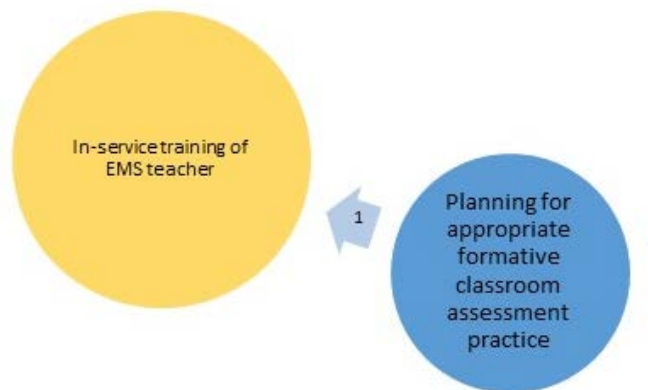 In-service training of
EMS teacher
1
Planning for
appropriate
formative
classroom
assessment
practice